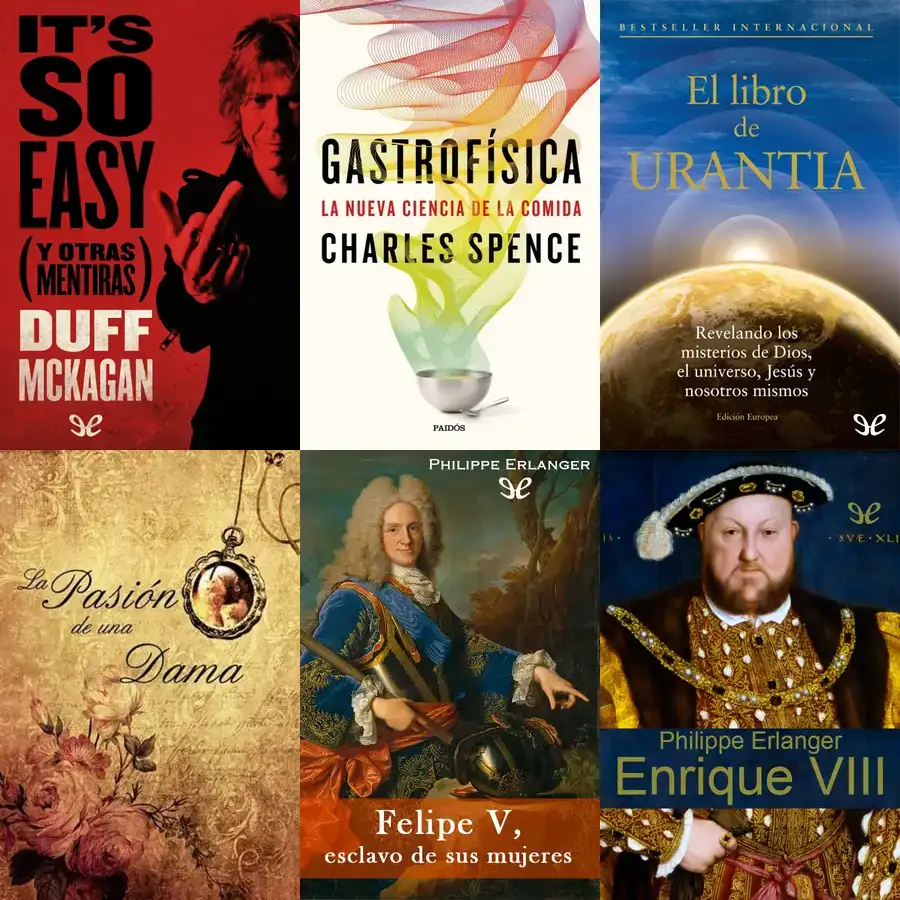 IT'S
SO
EASY
(Y OTRAS
MENTIRAS)
DUFF
MCKAGAN
GASTROFÍSICA
LA NUEVA CIENCIA DE LA COMIDA
CHARLES SPENCE
PAIDÓS
BESTSELLER INTERNACIONAL
El libro
de
URANTIA
Revelando los
misterios de Dios,
el universo, Jesús y
nosotros mismos
Edición Europea
La Pasión
de una
Dama
PHILIPPE ERLANGER
Felipe V,
esclavo de sus mujeres
SVÆ · XLI
Philippe Erlanger
Enrique VIII